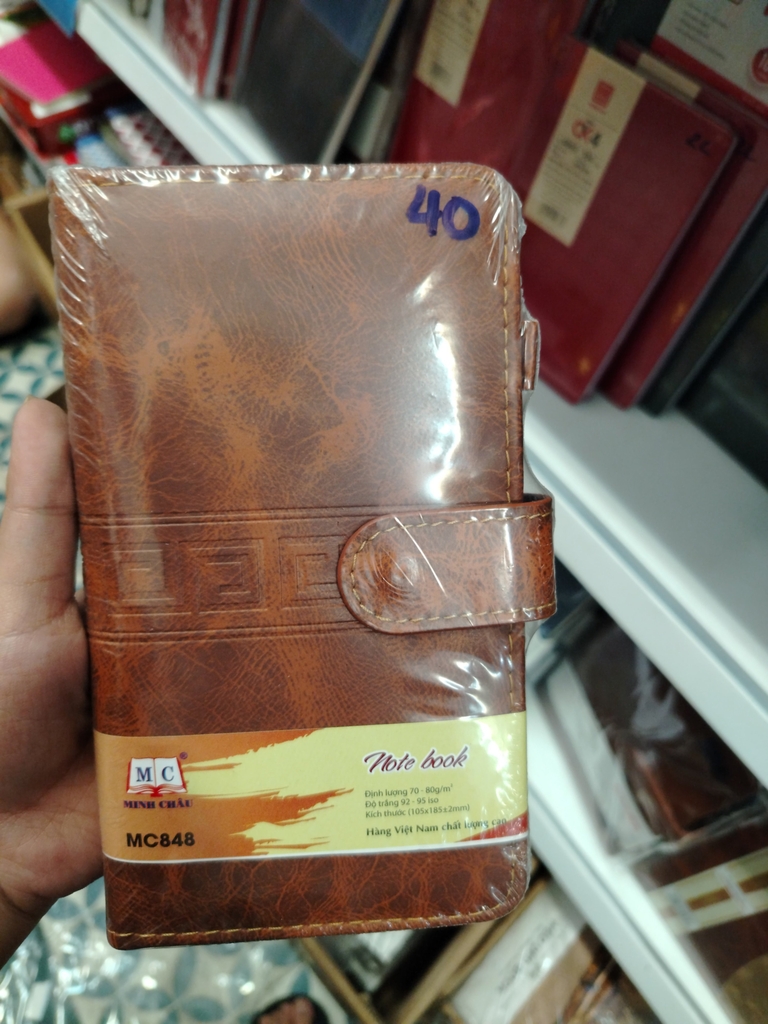 40
MC®
MINH CHÂU
MC848
Note book
Định lượng 70 - 80g/m²
Độ trắng 92 - 95 iso
Kích thước (105x185±2mm)
Hàng Việt Nam chất lượng cao